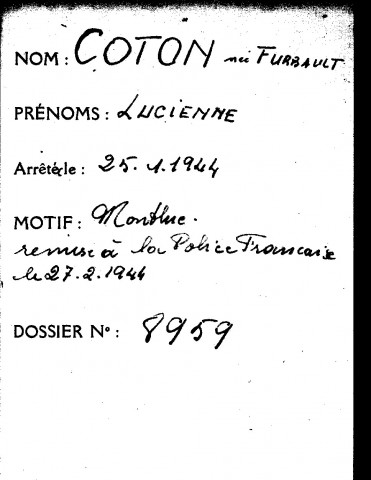 NOM : COTON née FURBAULT
PRÉNOMS : LUCIENNE
Arrêté le : 25.1.1944
MOTIF : Montluc.
remise à la Police Francaise
le 27.2.1944
DOSSIER N° : 8959